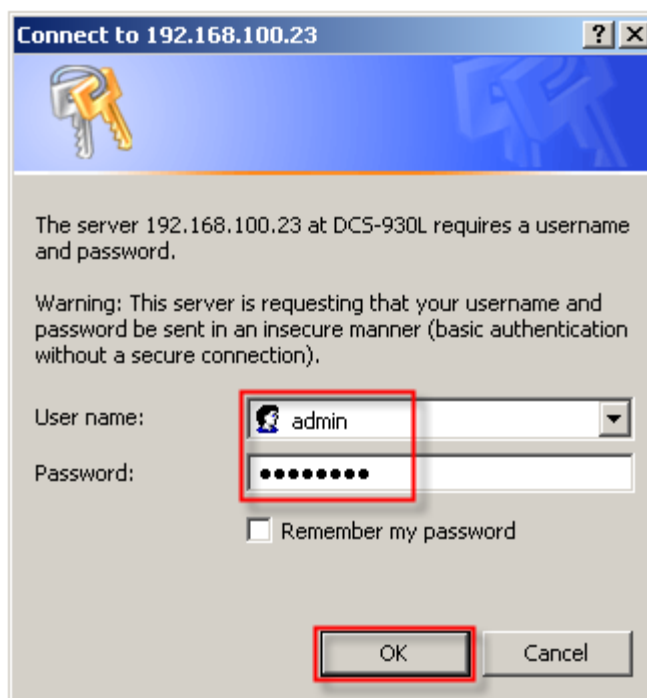 Connect to 192.168.100.23
The server 192.168.100.23 at DCS-930L requires a username
and password.
Warning: This server is requesting that your username and
password be sent in an insecure manner (basic authentication
without a secure connection).
User name: admin
Password: ●●●●●●●●
Remember my password
OK Cancel